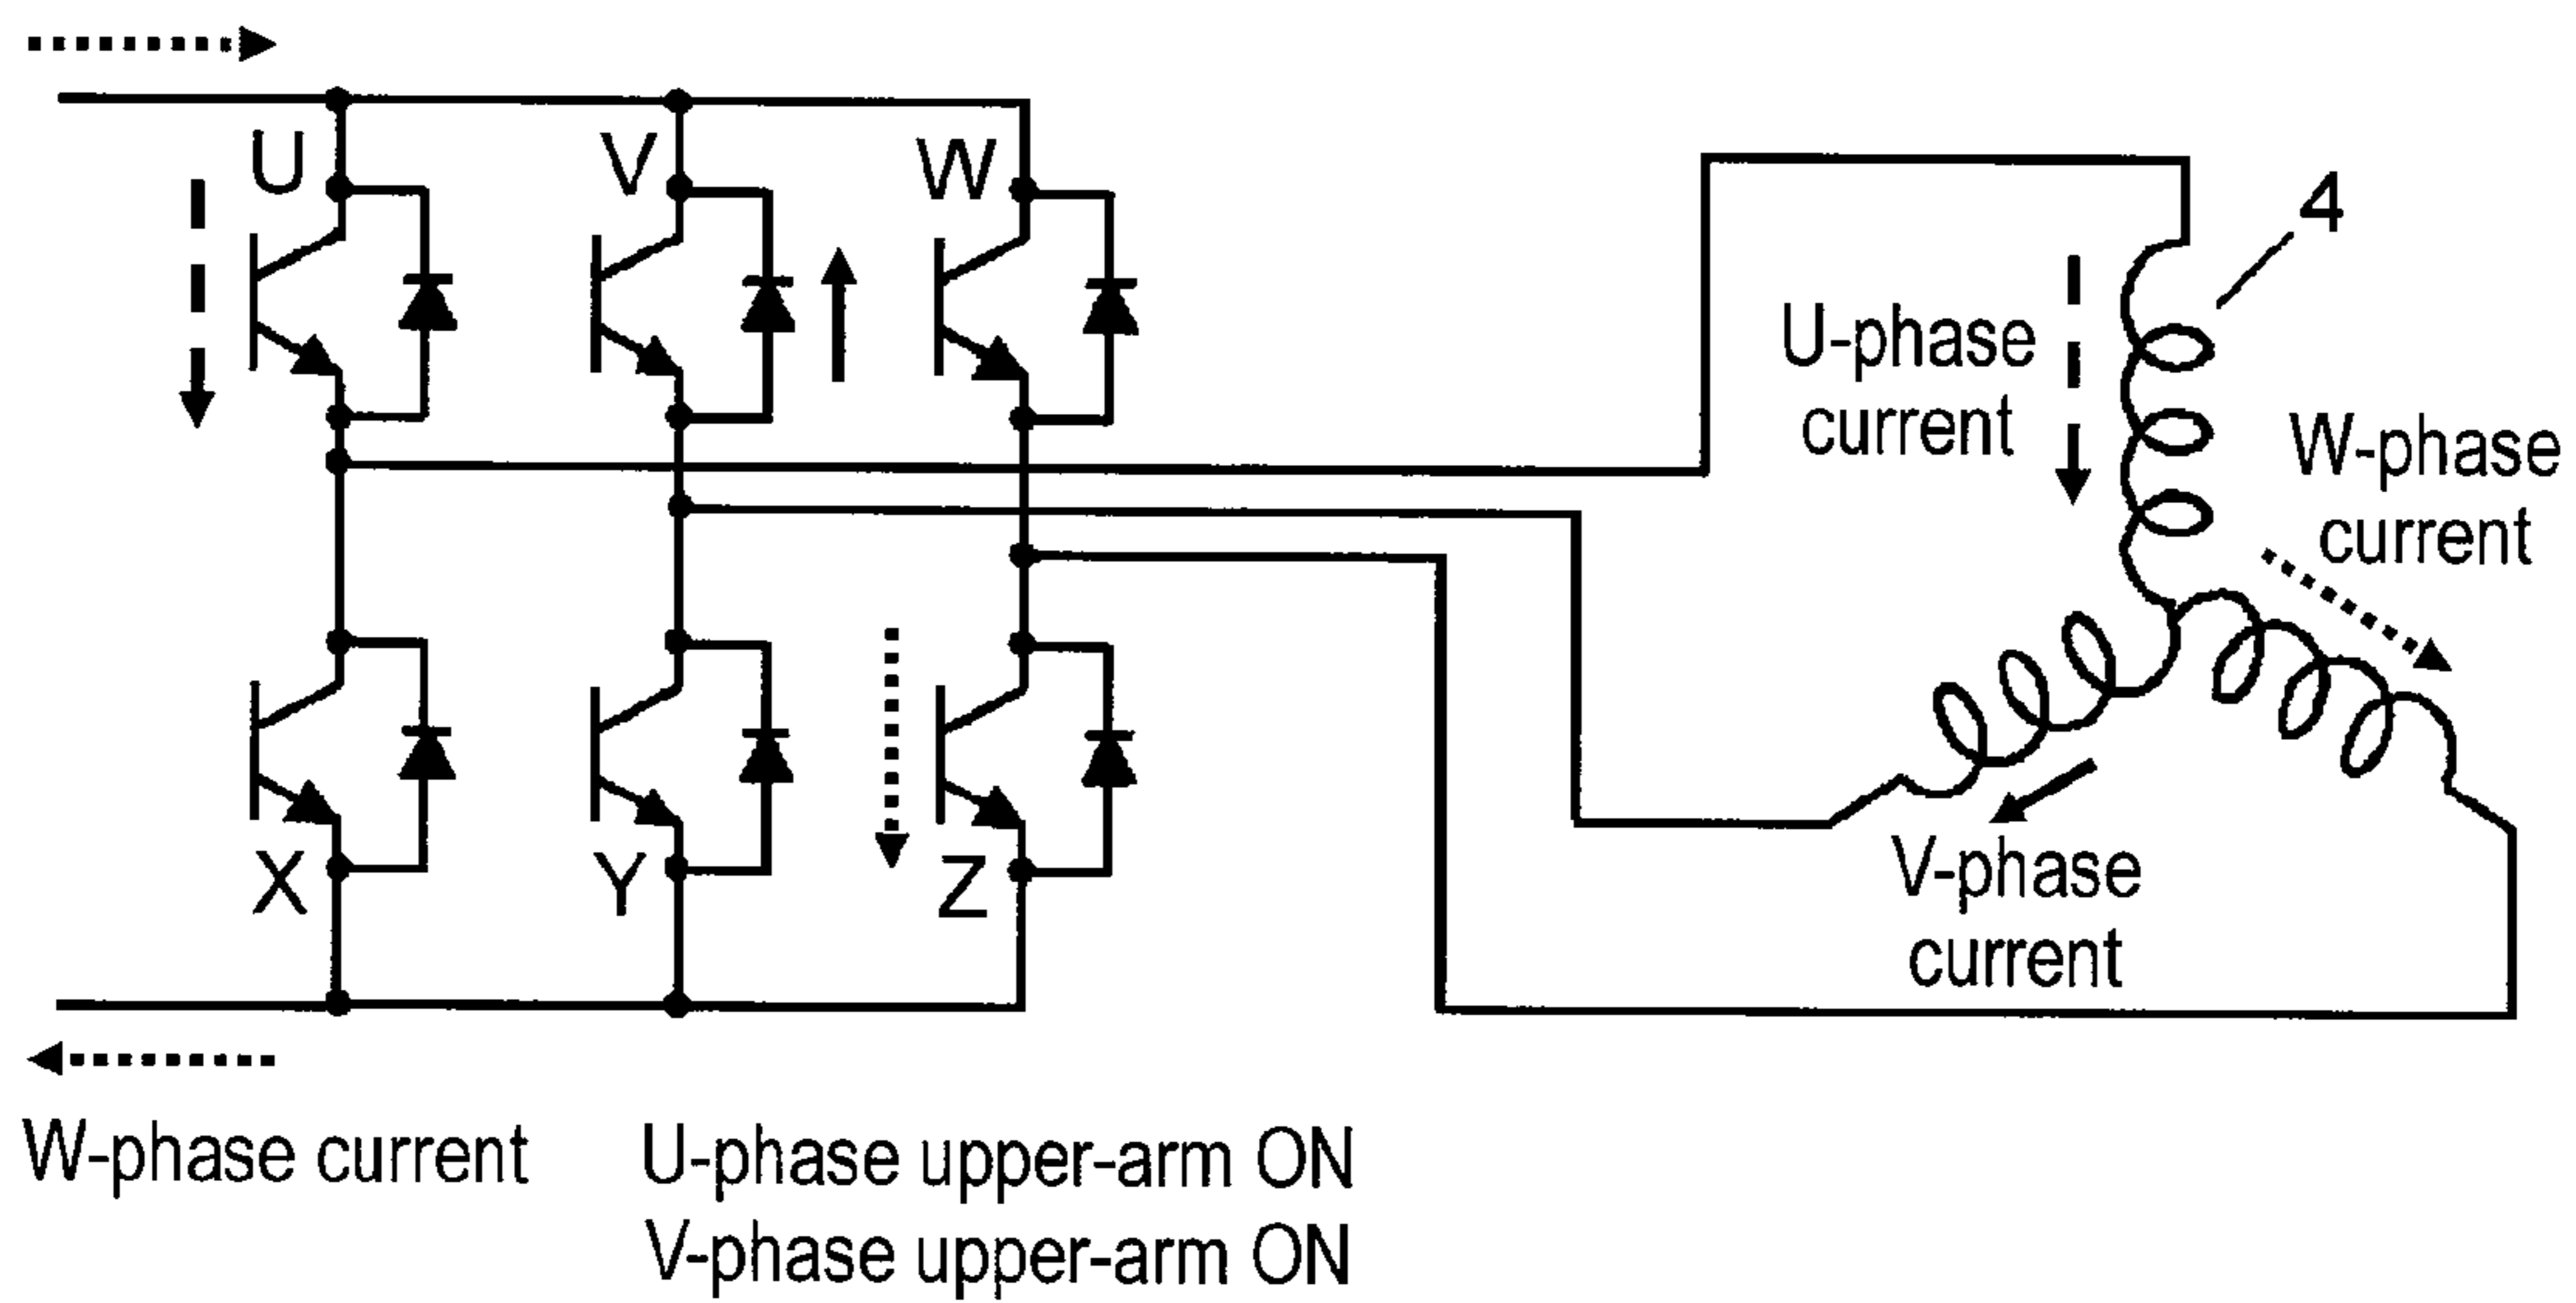 U
V
W
4
U-phase
current
W-phase
current
X
Y
Z
V-phase
current
W-phase current
U-phase upper-arm ON
V-phase upper-arm ON